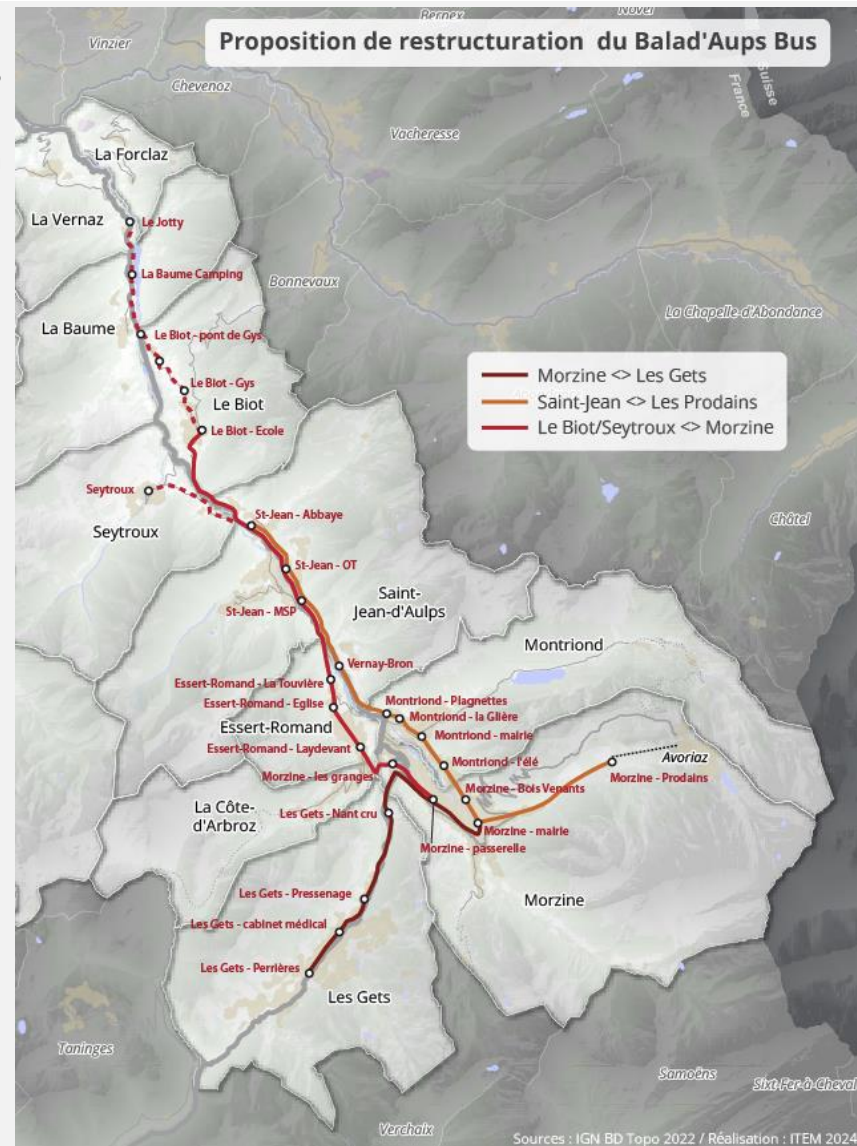 Bernex
Novel
Proposition de restructuration du Balad'Aups Bus
Vinzier
Suisse
France
Chevenoz
Vacheresse
La Forclaz
La Vernaz
Le Jotty
La Baume Camping
Bonnevaux
La Chapelle-d'Abondance
La Baume
Le Biot - pont de Gys
Morzine <> Les Gets
Saint-Jean <> Les Prodains
Le Biot/Seytroux <> Morzine
Le Biot - Gys
Le Biot
Le Biot - Ecole
Seytroux
St-Jean - Abbaye
Châtel
Seytroux
St-Jean - OT
Saint-
Jean-d'Aulps
St-Jean - MSP
Montriond
Vernay-Bron
Essert-Romand - La Touvière
Essert-Romand - Eglise
Montriond - Plagnettes
Montriond - la Glière
Essert-Romand
Montriond - mairie
Essert-Romand - Laydevant
Avoriaz
Montriond - l'élé
Morzine - les granges
Morzine - Prodains
Morzine - Bois Venants
La Côte-
d'Arbroz
Les Gets - Nant cru
Morzine - mairie
Morzine - passerelle
Les Gets - Pressenage
Morzine
Les Gets - cabinet médical
Les Gets - Perrières
Les Gets
Taninges
Samoëns
Sixt-Fer-à-Cheval
Verchaix
Sources : IGN BD Topo 2022 / Réalisation : ITEM 2024